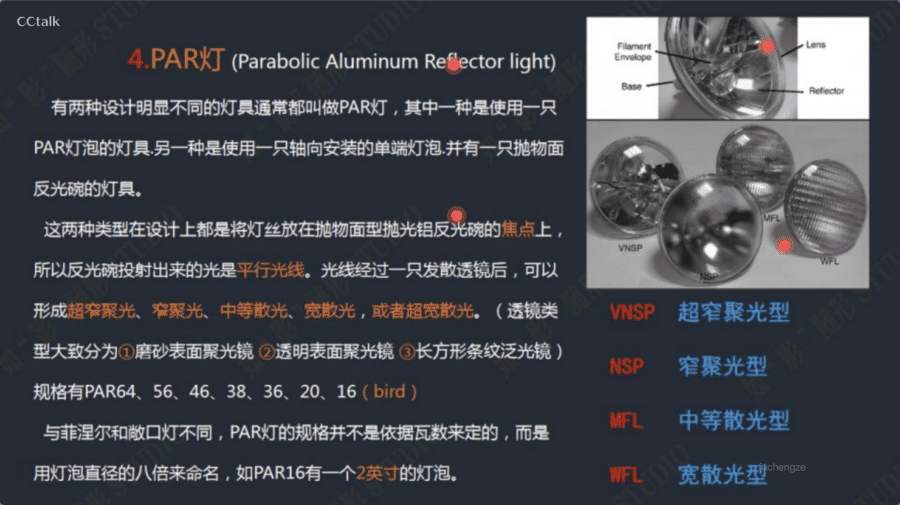 CCtalk
4.PAR灯 (Parabolic Aluminum Reflector light)
有两种设计明显不同的灯具通常都叫做PAR灯，其中一种是使用一只
PAR灯泡的灯具.另一种是使用一只轴向安装的单端灯泡.并有一只抛物面
反光碗的灯具。
这两种类型在设计上都是将灯丝放在抛物面型抛光铝反光碗的焦点上，
所以反光碗投射出来的光是平行光线。光线经过一只发散透镜后，可以
形成超窄聚光、窄聚光、中等散光、宽散光，或者超宽散光。（透镜类
型大致分为①磨砂表面聚光镜 ②透明表面聚光镜 ③长方形条纹泛光镜）
规格有PAR64、56、46、38、36、20、16（bird）
与菲涅尔和敞口灯不同，PAR灯的规格并不是依据瓦数来定的，而是
用灯泡直径的八倍来命名，如PAR16有一个2英寸的灯泡。
Filament
Envelope
Base
Lens
Reflector
VNSP
NSP
MFL
WFL
VNSP 超窄聚光型
NSP 窄聚光型
MFL 中等散光型
WFL 宽散光型